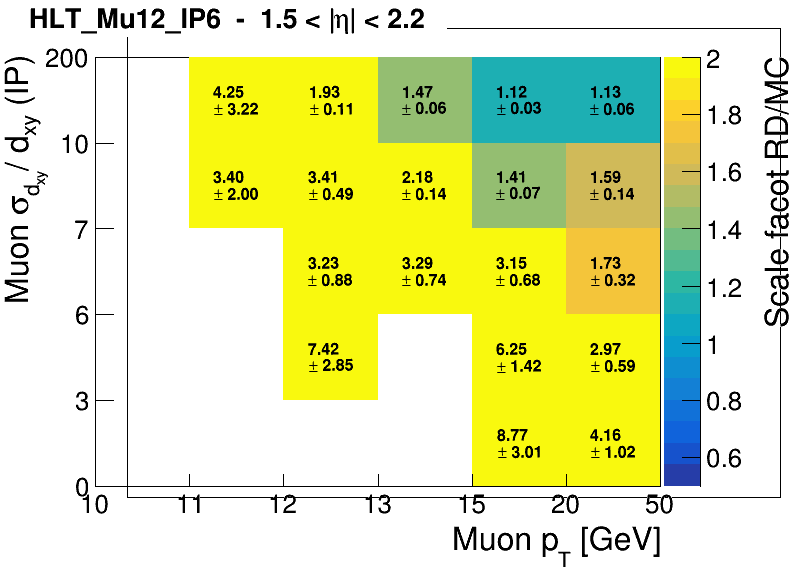 HLT_Mu12_IP6 - 1.5 < |η| < 2.2
200
10
7
6
3
0
Muon σ_{d_{xy}} / d_{xy} (IP)
4.25 ± 3.22
1.93 ± 0.11
1.47 ± 0.06
1.12 ± 0.03
1.13 ± 0.06
3.40 ± 2.00
3.41 ± 0.49
2.18 ± 0.14
1.41 ± 0.07
1.59 ± 0.14
3.23 ± 0.88
3.29 ± 0.74
3.15 ± 0.68
1.73 ± 0.32
7.42 ± 2.85
6.25 ± 1.42
2.97 ± 0.59
8.77 ± 3.01
4.16 ± 1.02
10 11 12 13 15 20 50
Muon p_T [GeV]
2
1.8
1.6
1.4
1.2
1
0.8
0.6
Scale facot RD/MC